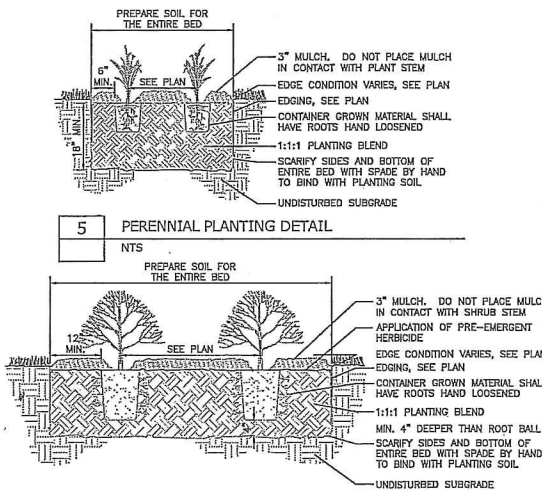 PREPARE SOIL FOR
THE ENTIRE BED
6"
MIN.
SEE PLAN
18" MIN.
3" MULCH. DO NOT PLACE MULCH
IN CONTACT WITH PLANT STEM
EDGE CONDITION VARIES, SEE PLAN
EDGING, SEE PLAN
CONTAINER GROWN MATERIAL SHALL
HAVE ROOTS HAND LOOSENED
1:1:1 PLANTING BLEND
SCARIFY SIDES AND BOTTOM OF
ENTIRE BED WITH SPADE BY HAND
TO BIND WITH PLANTING SOIL
UNDISTURBED SUBGRADE
5 PERENNIAL PLANTING DETAIL
NTS
PREPARE SOIL FOR
THE ENTIRE BED
12"
MIN.
SEE PLAN
3" MULCH. DO NOT PLACE MULC
IN CONTACT WITH SHRUB STEM
APPLICATION OF PRE-EMERGENT
HERBICIDE
EDGE CONDITION VARIES, SEE PLAN
EDGING, SEE PLAN
CONTAINER GROWN MATERIAL SHAL
HAVE ROOTS HAND LOOSENED
1:1:1 PLANTING BLEND
MIN. 4" DEEPER THAN ROOT BALL
SCARIFY SIDES AND BOTTOM OF
ENTIRE BED WITH SPADE BY HAND
TO BIND WITH PLANTING SOIL
UNDISTURBED SUBGRADE